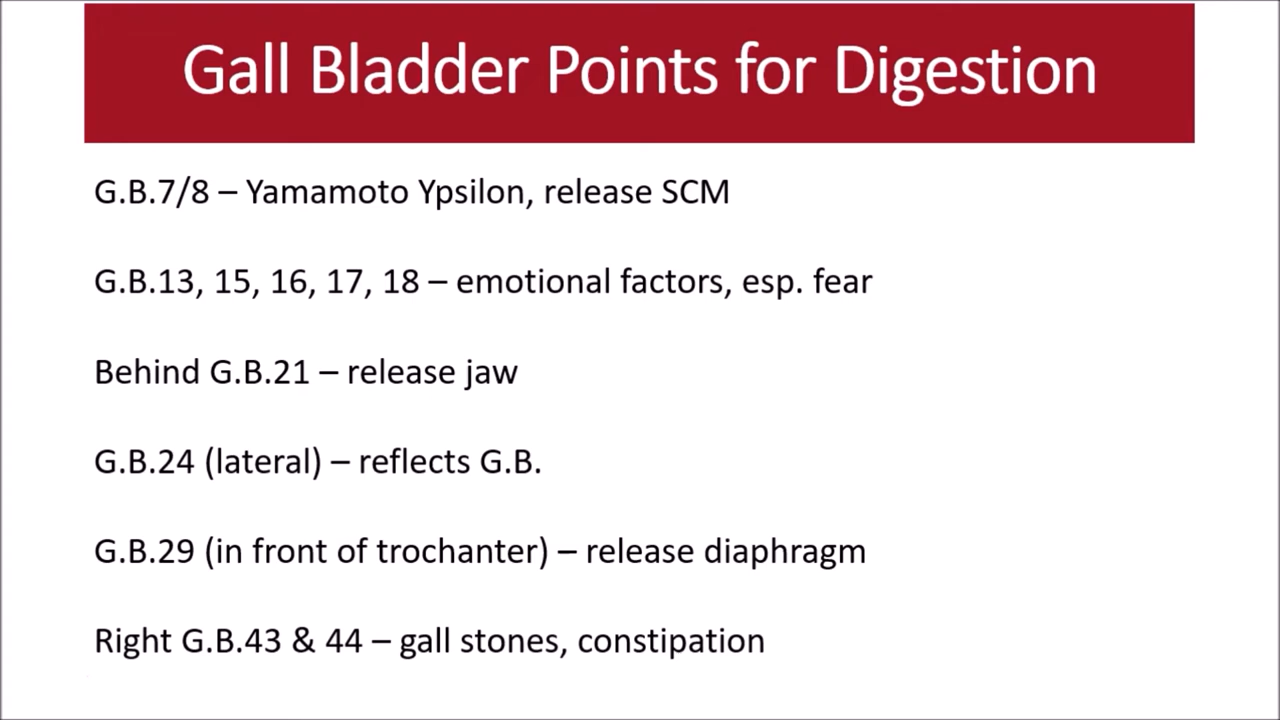 Gall Bladder Points for Digestion
G.B.7/8 – Yamamoto Ypsilon, release SCM
G.B.13, 15, 16, 17, 18 – emotional factors, esp. fear
Behind G.B.21 – release jaw
G.B.24 (lateral) – reflects G.B.
G.B.29 (in front of trochanter) – release diaphragm
Right G.B.43 & 44 – gall stones, constipation